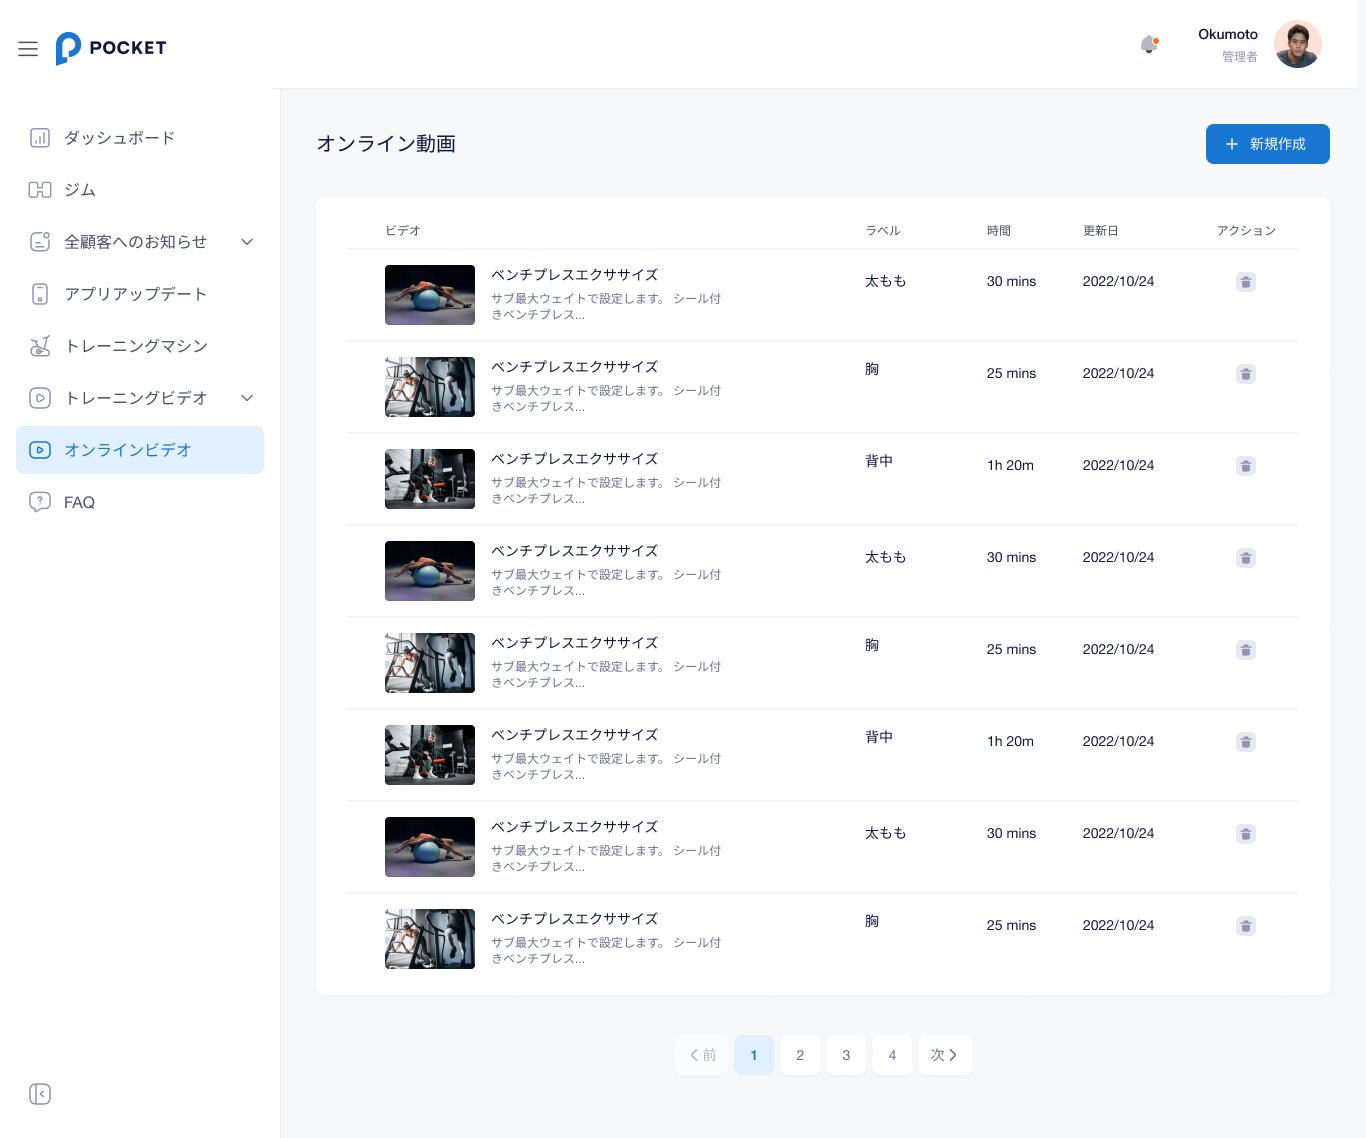 POCKET
Okumoto
管理者
ダッシュボード
ジム
全顧客へのお知らせ
アプリアップデート
トレーニングマシン
トレーニングビデオ
オンラインビデオ
FAQ
オンライン動画
新規作成
ビデオ ラベル 時間 更新日 アクション
ベンチプレスエクササイズ
サブ最大ウェイトで設定します。 シール付
きベンチプレス...
太もも 30 mins 2022/10/24
ベンチプレスエクササイズ
サブ最大ウェイトで設定します。 シール付
きベンチプレス...
胸 25 mins 2022/10/24
ベンチプレスエクササイズ
サブ最大ウェイトで設定します。 シール付
きベンチプレス...
背中 1h 20m 2022/10/24
ベンチプレスエクササイズ
サブ最大ウェイトで設定します。 シール付
きベンチプレス...
太もも 30 mins 2022/10/24
ベンチプレスエクササイズ
サブ最大ウェイトで設定します。 シール付
きベンチプレス...
胸 25 mins 2022/10/24
ベンチプレスエクササイズ
サブ最大ウェイトで設定します。 シール付
きベンチプレス...
背中 1h 20m 2022/10/24
ベンチプレスエクササイズ
サブ最大ウェイトで設定します。 シール付
きベンチプレス...
太もも 30 mins 2022/10/24
ベンチプレスエクササイズ
サブ最大ウェイトで設定します。 シール付
きベンチプレス...
胸 25 mins 2022/10/24
前 1 2 3 4 次